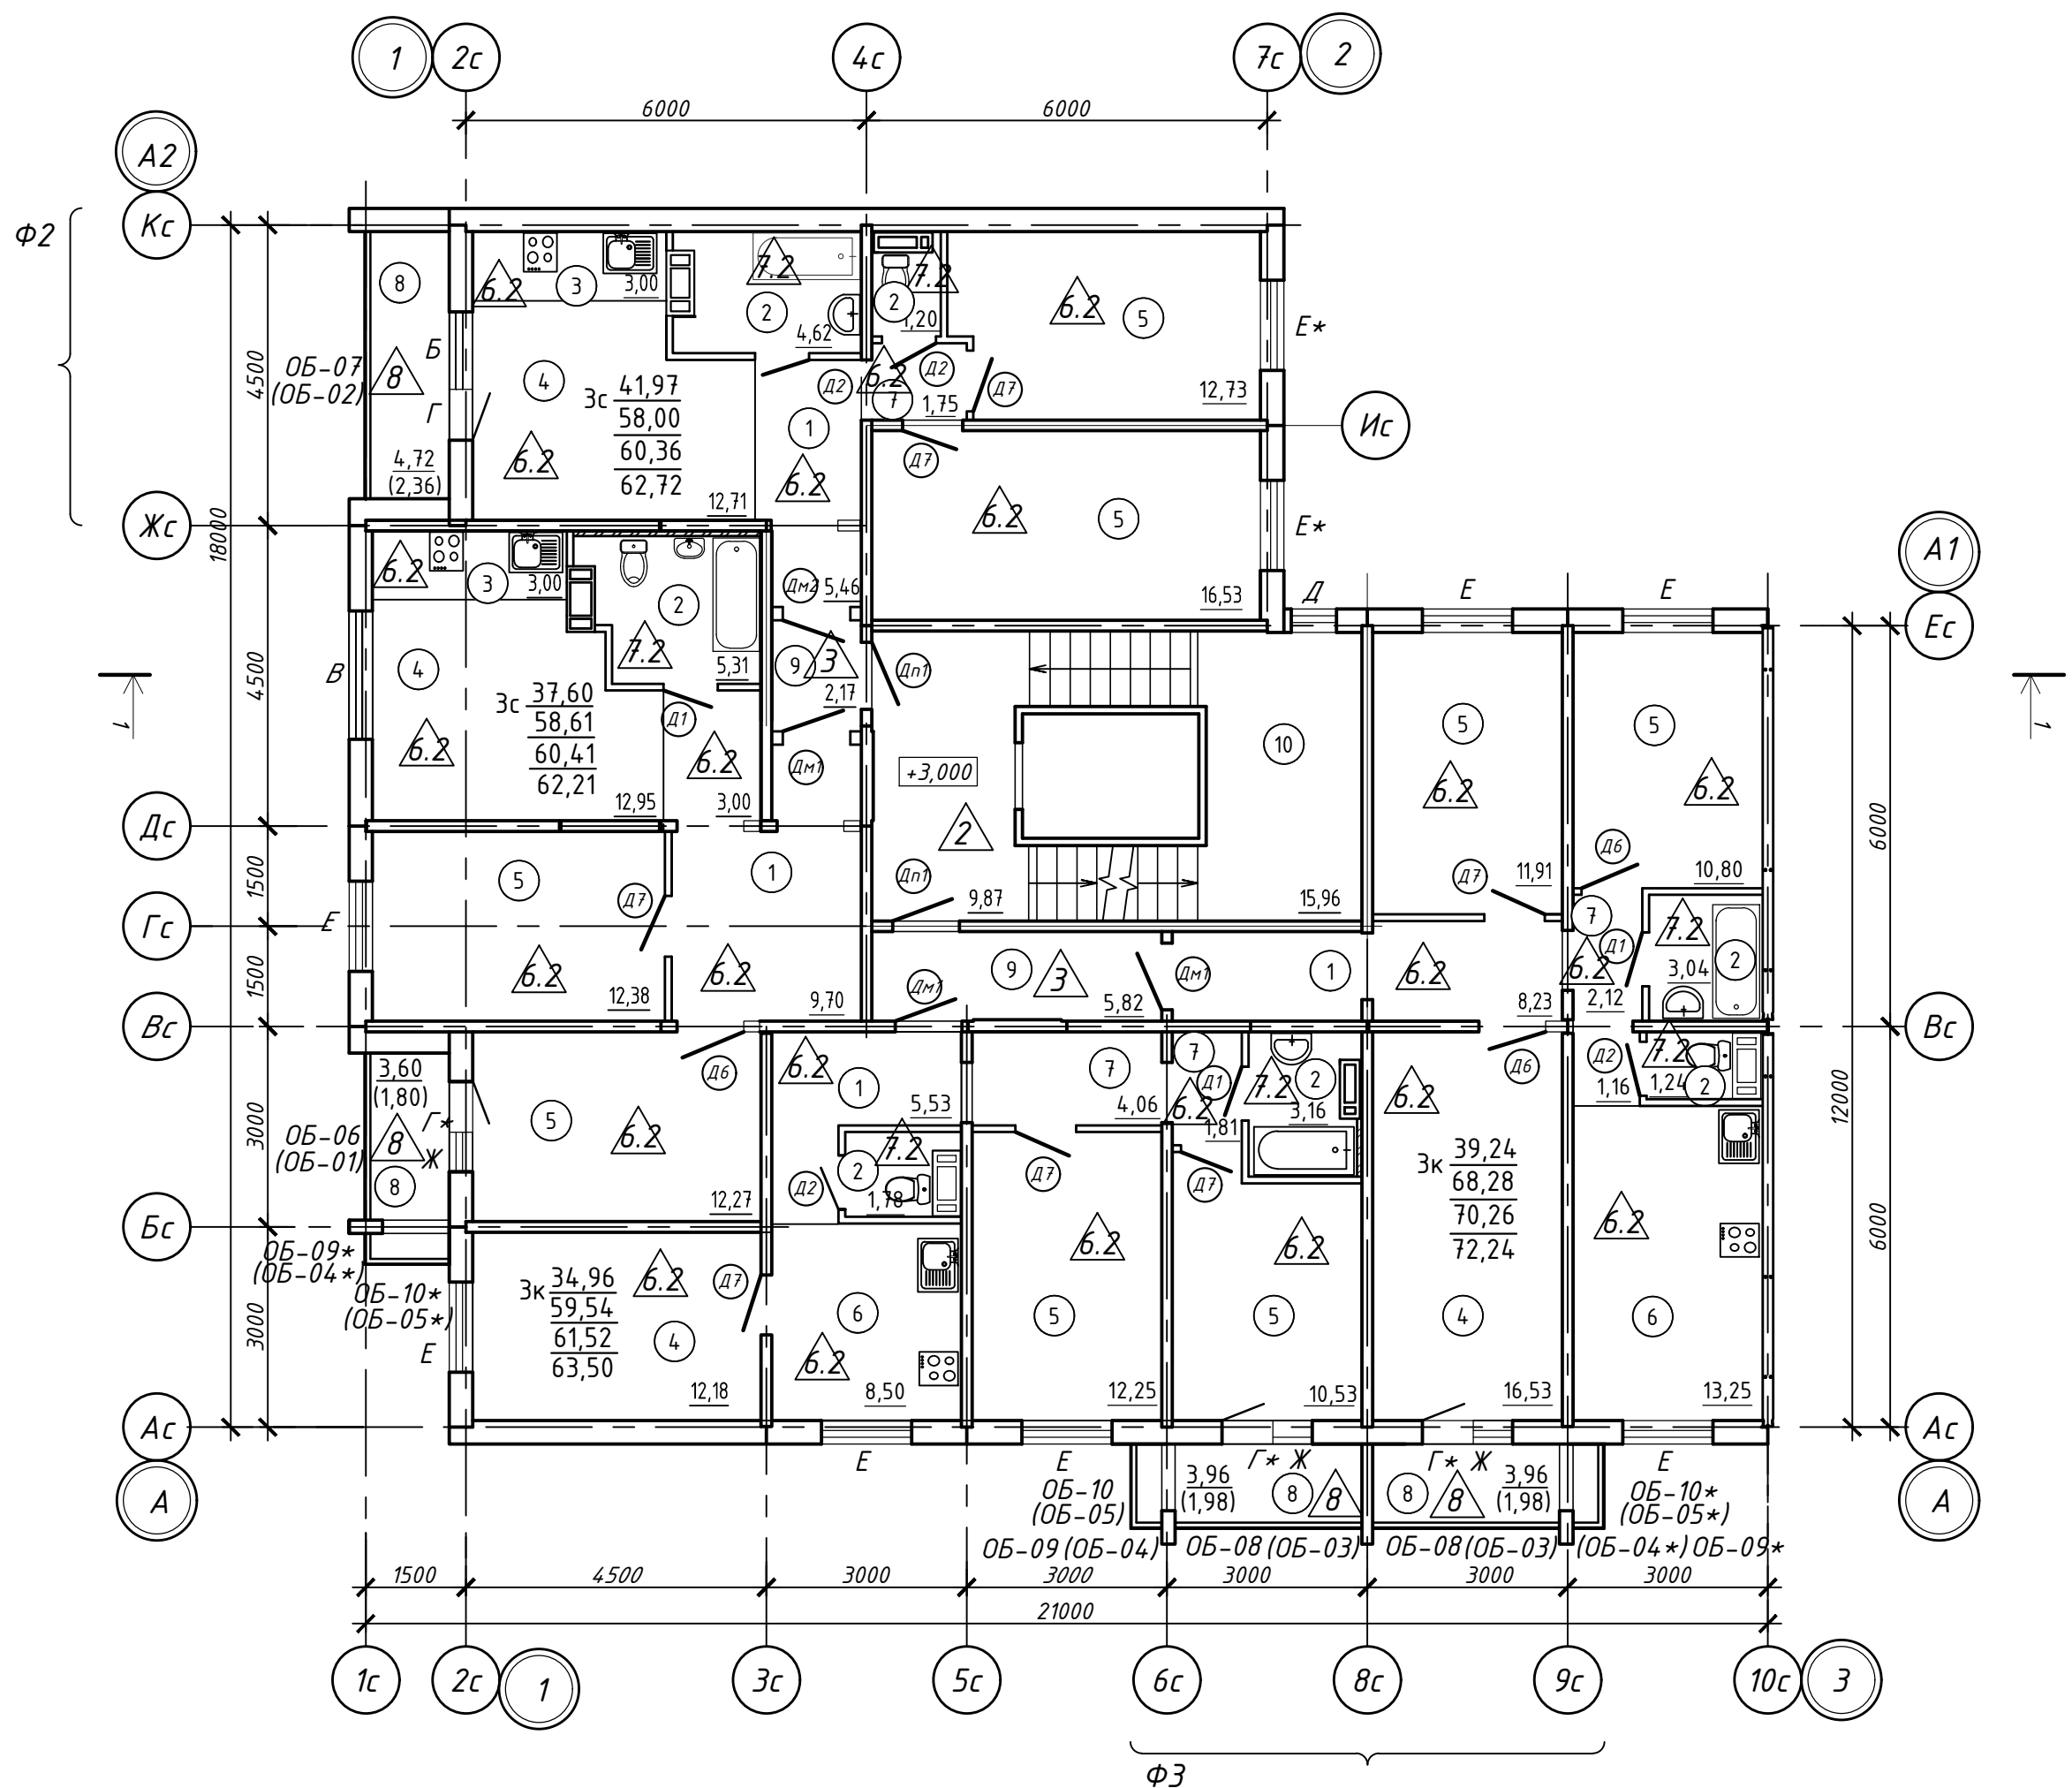 1
2с
4с
7с
2
6000
6000
А2
Кс
Ф2
8
6.2
3
3,00
7.2
2
4,62
7.2
2
1,20
6.2
5
Е*
4500
ОБ-07
(ОБ-02)
8
Б
Г
4
3с
41,97
58,00
60,36
62,72
Д2
6.2
7
1,75
Д2
Д7
12,73
1
Ис
4,72
(2,36)
6.2
12,71
6.2
Д7
6.2
5
Е*
16,53
Жс
18000
6.2
3
3,00
2
7.2
5,31
Дм2
5,46
9
3
2,17
Дп1
Д
Е
Е
А1
Ес
4500
В
4
3с
37,60
58,61
60,41
62,21
6.2
Д1
6.2
12,95
3,00
Дм1
+3,000
2
10
5
6.2
5
6.2
6000
1
1
Дс
1500
5
Д7
1
Дп1
9,87
15,96
Д7
11,91
Д6
10,80
Гс
Е
6.2
12,38
6.2
9,70
1500
9
3
Дм1
5,82
Дм1
1
6.2
8,23
7
Д1
6.2
2,12
7.2
3,04
2
Вс
Вс
3,60
(1,80)
8
8
Г*
Ж
ОБ-06
(ОБ-01)
3000
5
6.2
Д6
12,27
6.2
1
5,53
7.2
2
Д2
1,78
7
4,06
7
Д1
6.2
1,81
7.2
2
3,16
Д7
Д7
6.2
Д6
Д2
1,16
7.2
1,24
2
12000
Бс
ОБ-09*
(ОБ-04*)
ОБ-10*
(ОБ-05*)
3000
Е
3к
34,96
59,54
61,52
63,50
6.2
4
Д7
12,18
6
6.2
8,50
6.2
5
12,25
6.2
5
10,53
3к
39,24
68,28
70,26
72,24
4
16,53
6.2
6
13,25
6000
Ас
Ас
А
А
Е
Е
ОБ-10
(ОБ-05)
3,96
(1,98)
Г* Ж
8
8
8
Г* Ж
8
3,96
(1,98)
Е
ОБ-10*
(ОБ-05*)
ОБ-09 (ОБ-04)
ОБ-08 (ОБ-03)
ОБ-08 (ОБ-03)
(ОБ-04*) ОБ-09*
1500
4500
3000
3000
3000
3000
3000
21000
1с
2с
1
3с
5с
6с
8с
9с
10с
3
Ф3